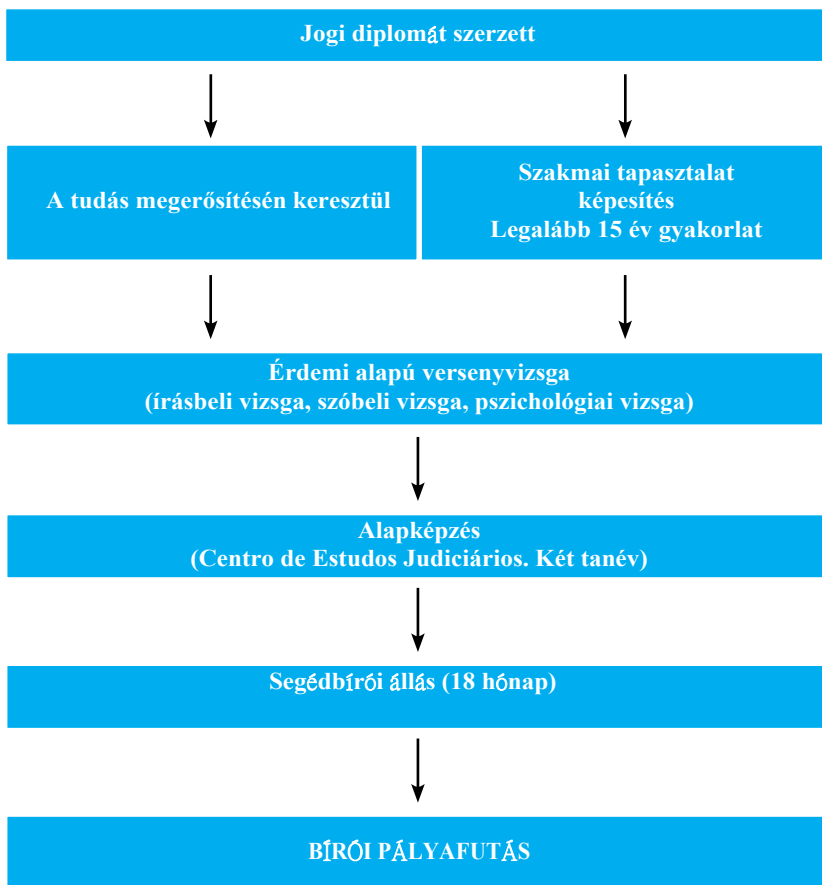 Jogi diplomát szerzett
A tudás megerősítésén keresztül
Szakmai tapasztalat
képesítés
Legalább 15 év gyakorlat
Érdemi alapú versenyvizsga
(írásbeli vizsga, szóbeli vizsga, pszichológiai vizsga)
Alapképzés
(Centro de Estudos Judiciários. Két tanév)
Segédbírói állás (18 hónap)
BÍRÓI PÁLYAFUTÁS